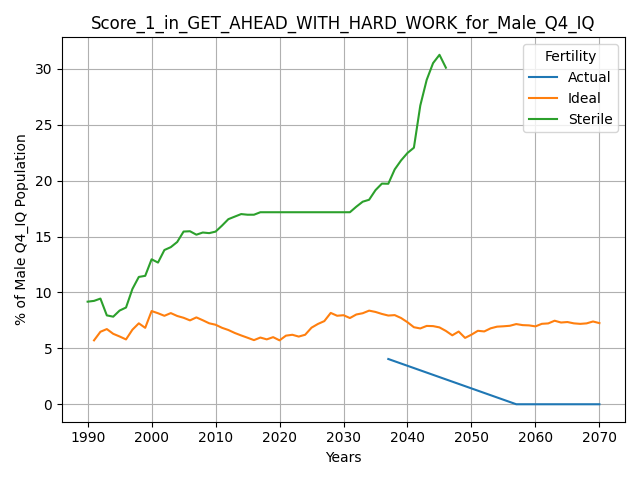 Score_1_in_GET_AHEAD_WITH_HARD_WORK_for_Male_Q4_IQ
% of Male Q4_IQ Population
30
25
20
15
10
5
0
Fertility
Actual
Ideal
Sterile
1990 2000 2010 2020 2030 2040 2050 2060 2070
Years